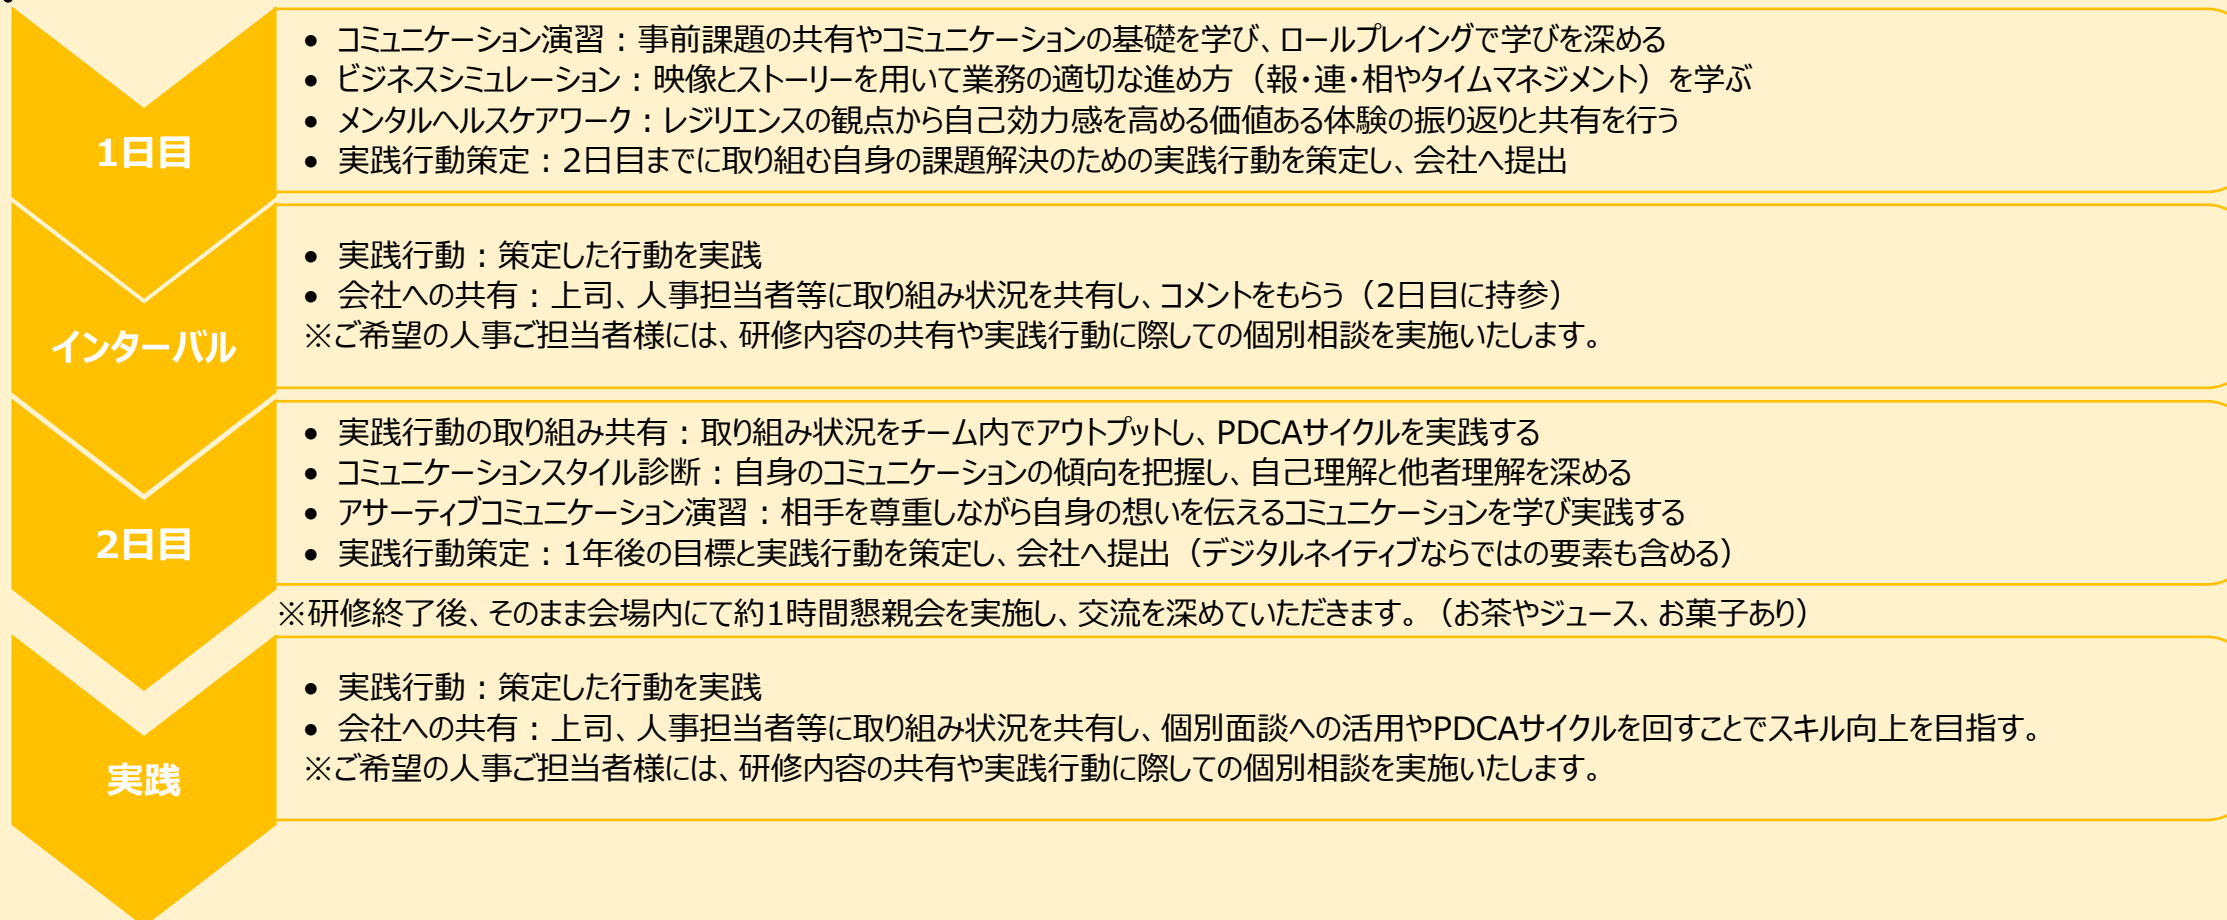 1日目
• コミュニケーション演習：事前課題の共有やコミュニケーションの基礎を学び、ロールプレイングで学びを深める
• ビジネスシミュレーション：映像とストーリーを用いて業務の適切な進め方（報・連・相やタイムマネジメント）を学ぶ
• メンタルヘルスケアワーク：レジリエンスの観点から自己効力感を高める価値ある体験の振り返りと共有を行う
• 実践行動策定：2日目までに取り組む自身の課題解決のための実践行動を策定し、会社へ提出
インターバル
• 実践行動：策定した行動を実践
• 会社への共有：上司、人事担当者等に取り組み状況を共有し、コメントをもらう（2日目に持参）
※ご希望の人事ご担当者様には、研修内容の共有や実践行動に際しての個別相談を実施いたします。
2日目
• 実践行動の取り組み共有：取り組み状況をチーム内でアウトプットし、PDCAサイクルを実践する
• コミュニケーションスタイル診断：自身のコミュニケーションの傾向を把握し、自己理解と他者理解を深める
• アサーティブコミュニケーション演習：相手を尊重しながら自身の想いを伝えるコミュニケーションを学び実践する
• 実践行動策定：1年後の目標と実践行動を策定し、会社へ提出（デジタルネイティブならではの要素も含める）
※研修終了後、そのまま会場内にて約1時間懇親会を実施し、交流を深めていただきます。（お茶やジュース、お菓子あり）
実践
• 実践行動：策定した行動を実践
• 会社への共有：上司、人事担当者等に取り組み状況を共有し、個別面談への活用やPDCAサイクルを回すことでスキル向上を目指す。
※ご希望の人事ご担当者様には、研修内容の共有や実践行動に際しての個別相談を実施いたします。